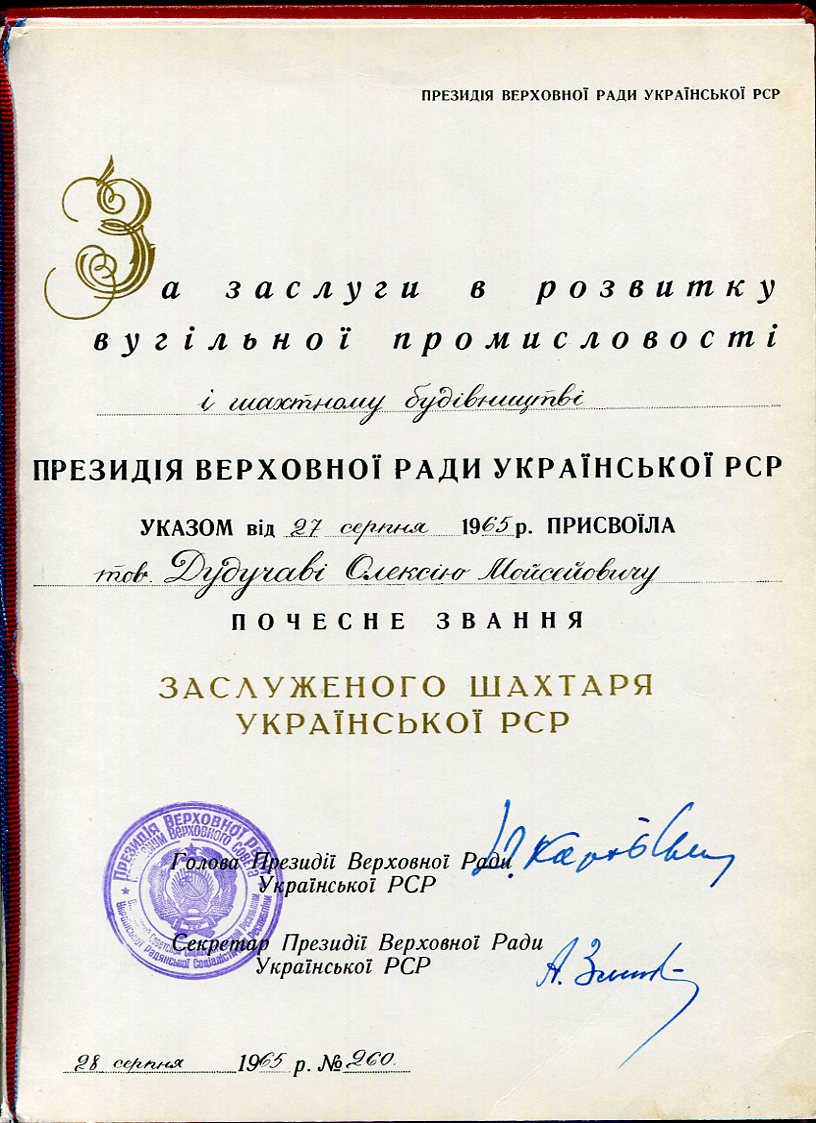 ПРЕЗИДІЯ ВЕРХОВНОЇ РАДИ УКРАЇНСЬКОЇ РСР
За заслуги в розвитку
вугільної промисловості
і шахтному будівництві
ПРЕЗИДІЯ ВЕРХОВНОЇ РАДИ УКРАЇНСЬКОЇ РСР
УКАЗОМ від 27 серпня 1965 р. ПРИСВОЇЛА
тов. Дудучаві Олексію Мойсейовичу
ПОЧЕСНЕ ЗВАННЯ
ЗАСЛУЖЕНОГО ШАХТАРЯ
УКРАЇНСЬКОЇ РСР
Голова Президії Верховної Ради
Української РСР
Секретар Президії Верховної Ради
Української РСР
28 серпня 1965 р. № 260.